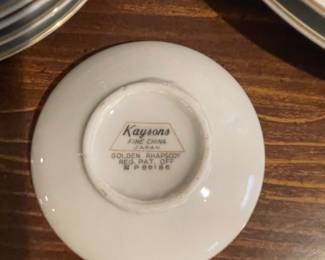 Kaysons
FINE CHINA
JAPAN
GOLDEN RHAPSODY
REG. PAT. OFF